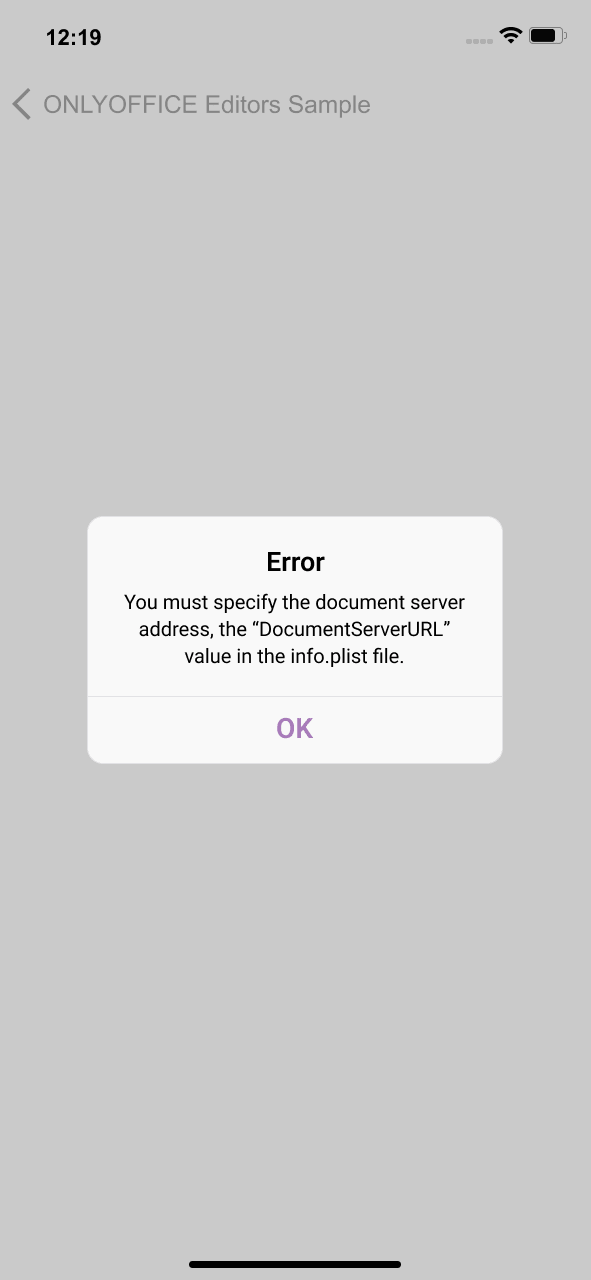 12:19
ONLYOFFICE Editors Sample
Error
You must specify the document server
address, the “DocumentServerURL”
value in the info.plist file.
OK